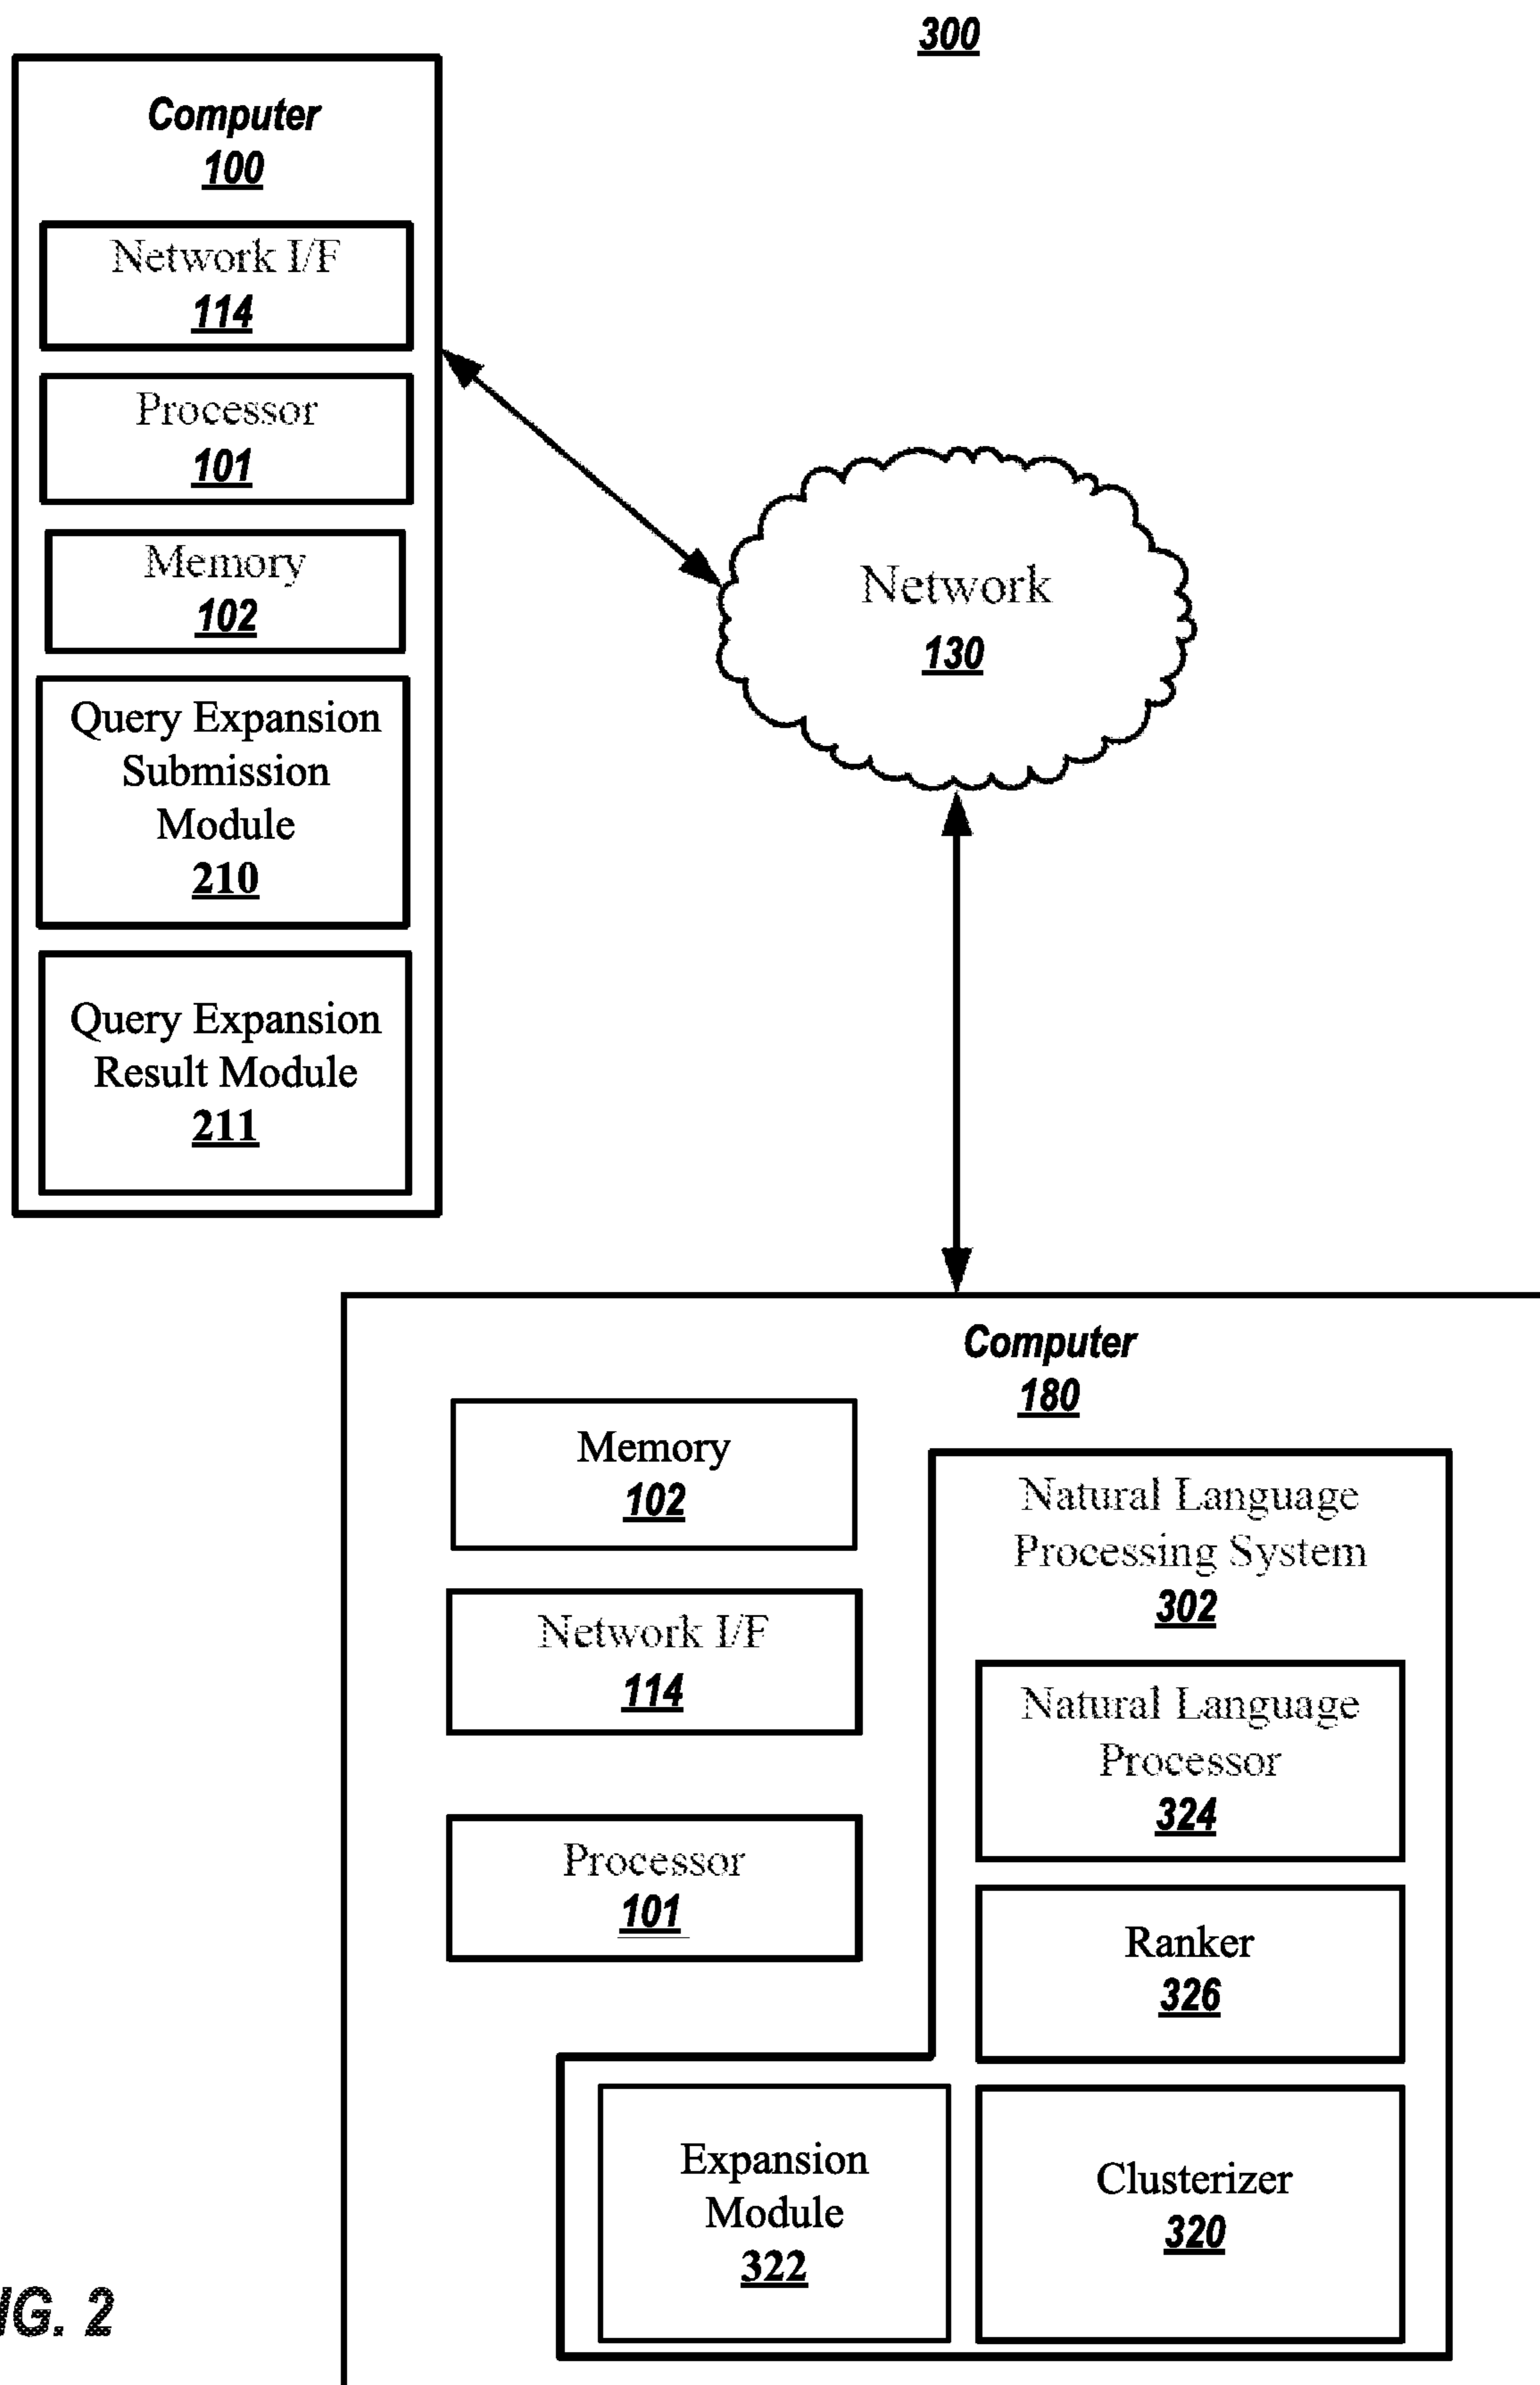 300
Computer
100
Network I/F
114
Processor
101
Memory
102
Query Expansion
Submission
Module
210
Query Expansion
Result Module
211
Network
130
Computer
180
Memory
102
Network I/F
114
Processor
101
Natural Language
Processing System
302
Natural Language
Processor
324
Ranker
326
Expansion
Module
322
Clusterizer
320
IG. 2